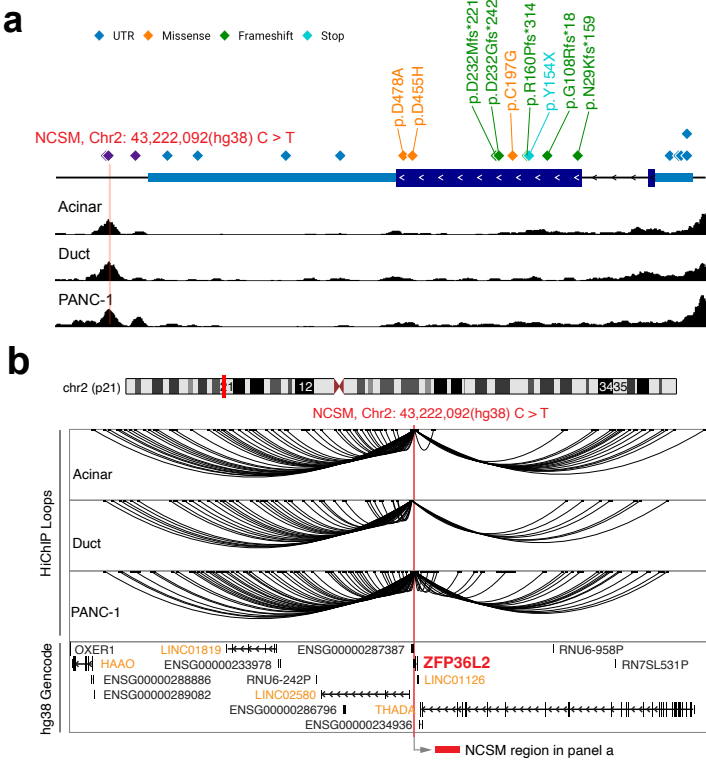 a
UTR Missense Frameshift Stop
p.D478A
p.D455H
p.D232Mfs*221
p.D232Gfs*242
p.C197G
p.R160Pfs*314
p.Y154X
p.G108Rfs*18
p.N29Kfs*159
NCSM, Chr2: 43,222,092(hg38) C > T
Acinar
Duct
PANC-1
b
chr2 (p21) 21 12 34 35
NCSM, Chr2: 43,222,092(hg38) C > T
HiChIP Loops
Acinar
Duct
PANC-1
hg38 Gencode
OXER1 LINC01819 ENSG00000287387 RNU6-958P
HAAO ENSG00000233978 ZFP36L2 RN7SL531P
ENSG00000288886 RNU6-242P LINC01126
ENSG00000289082 LINC02580
ENSG00000286796 THADA
ENSG00000234936
NCSM region in panel a